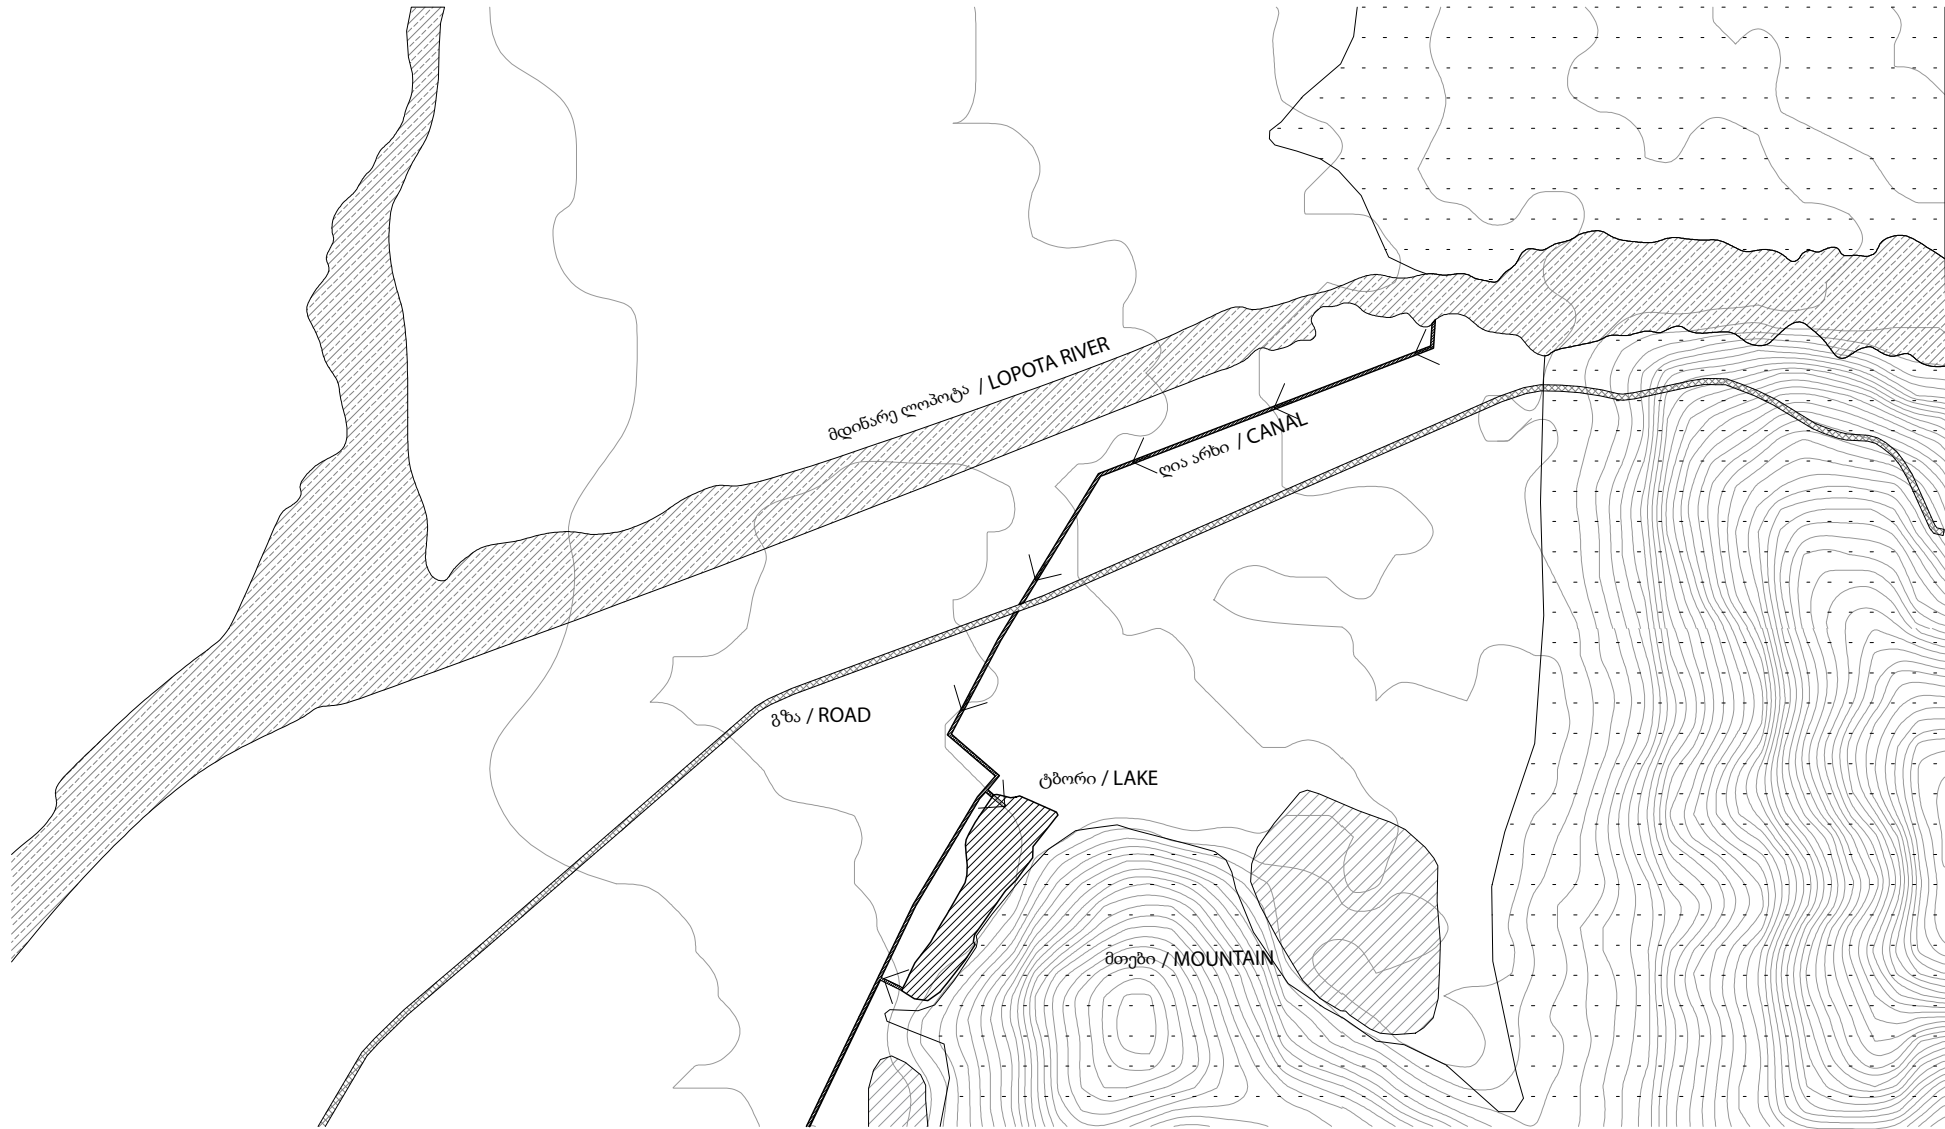 მდინარე ლოპოტა / LOPOTA RIVER
ღია არხი / CANAL
გზა / ROAD
ტბორი / LAKE
მთები / MOUNTAIN